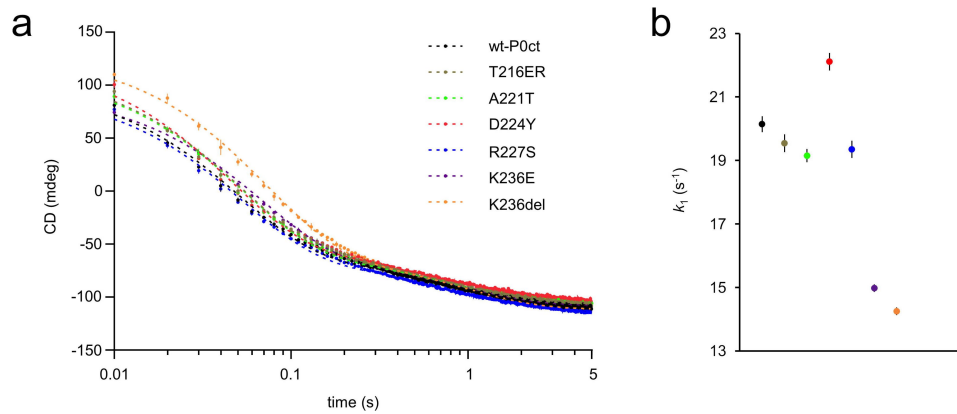 a
150
100
50
0
-50
-100
-150
CD (mdeg)
0.01
0.1
1
5
time (s)
wt-P0ct
T216ER
A221T
D224Y
R227S
K236E
K236del
b
23
21
19
17
15
13
k1 (s-1)